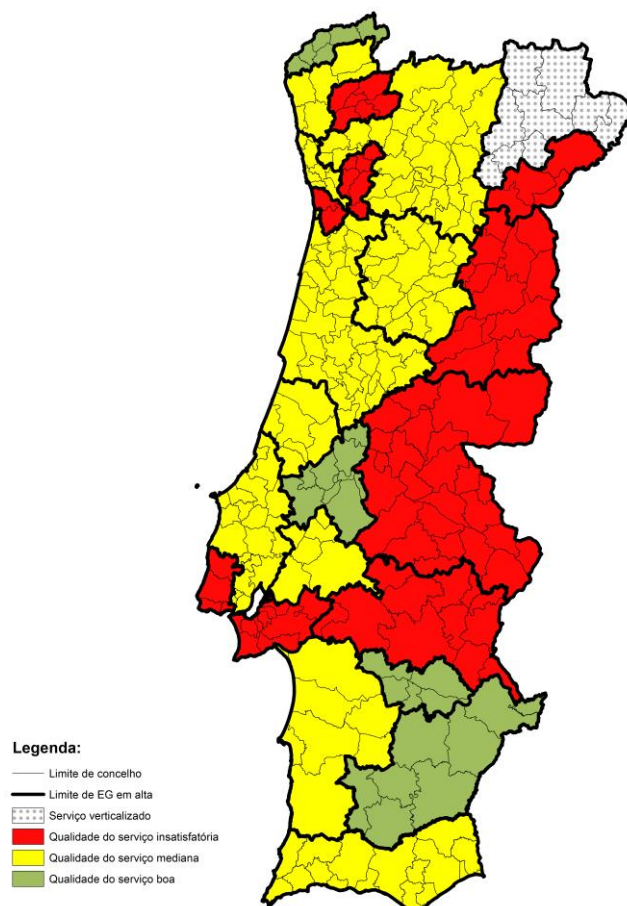 Legenda:
Limite de concelho
Limite de EG em alta
Serviço verticalizado
Qualidade do serviço insatisfatória
Qualidade do serviço mediana
Qualidade do serviço boa